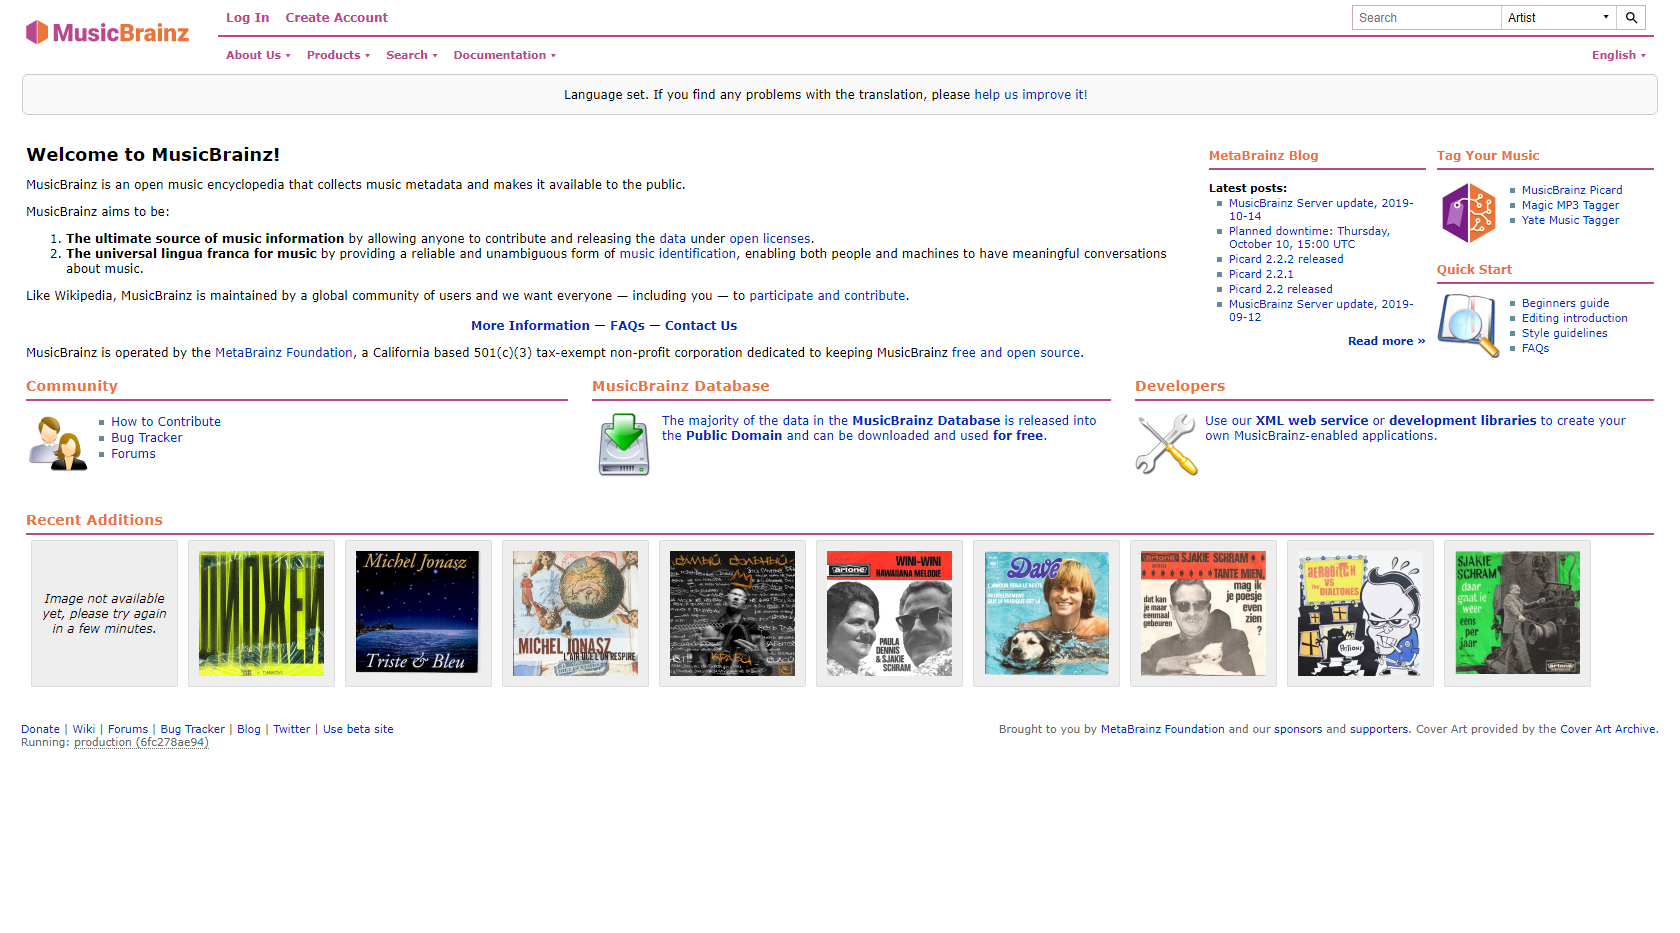 MusicBrainz
Log In Create Account
Search Artist
About Us Products Search Documentation
English
Language set. If you find any problems with the translation, please help us improve it!
Welcome to MusicBrainz!
MusicBrainz is an open music encyclopedia that collects music metadata and makes it available to the public.
MusicBrainz aims to be:
1. The ultimate source of music information by allowing anyone to contribute and releasing the data under open licenses.
2. The universal lingua franca for music by providing a reliable and unambiguous form of music identification, enabling both people and machines to have meaningful conversations
about music.
Like Wikipedia, MusicBrainz is maintained by a global community of users and we want everyone — including you — to participate and contribute.
More Information — FAQs — Contact Us
MusicBrainz is operated by the MetaBrainz Foundation, a California based 501(c)(3) tax-exempt non-profit corporation dedicated to keeping MusicBrainz free and open source.
MetaBrainz Blog
Latest posts:
MusicBrainz Server update, 2019-
10-14
Planned downtime: Thursday,
October 10, 15:00 UTC
Picard 2.2.2 released
Picard 2.2.1
Picard 2.2 released
MusicBrainz Server update, 2019-
09-12
Read more »
Tag Your Music
MusicBrainz Picard
Magic MP3 Tagger
Yate Music Tagger
Quick Start
Beginners guide
Editing introduction
Style guidelines
FAQs
Community
How to Contribute
Bug Tracker
Forums
MusicBrainz Database
The majority of the data in the MusicBrainz Database is released into
the Public Domain and can be downloaded and used for free.
Developers
Use our XML web service or development libraries to create your
own MusicBrainz-enabled applications.
Recent Additions
Image not available
yet, please try again
in a few minutes.
Michel Jonasz
Triste & Bleu
MICHEL JONASZ
L'AIR QUE L'ON RESPIRE
WIN-WINI
HAWAIIANA MELODIE
artone
PAULA
DENNIS
& SJAKIE
SCHRAM
Dave
L'AMOUR FERA LE RESTE
HEUREUSEMENT
QUE LA MUSIQUE EST LÀ
artone SJAKIE SCHRAM
TANTE MIEN,
mag ik
je poesje
even
zien
?
dat kan
je maar
eenmaal
gebeuren
AEROBITCH
VS
THE DIALTONES
SJAKIE
SCHRAM
daar
gaat ie
weer
eens
per
jaar
artone
Donate | Wiki | Forums | Bug Tracker | Blog | Twitter | Use beta site
Running: production (6fc278ae94)
Brought to you by MetaBrainz Foundation and our sponsors and supporters. Cover Art provided by the Cover Art Archive.